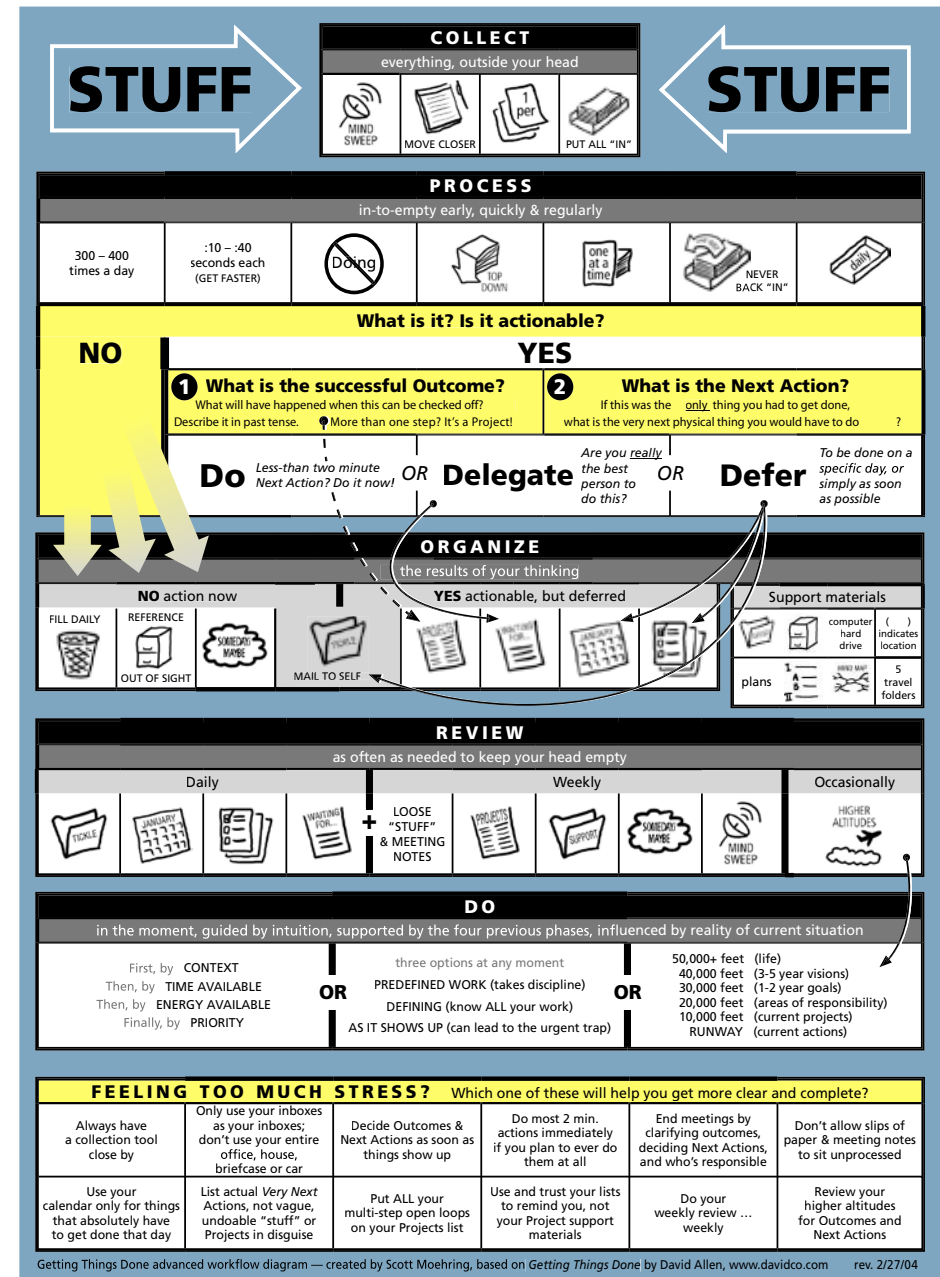 STUFF
COLLECT
everything, outside your head
MIND
SWEEP
MOVE CLOSER
1
per
PUT ALL "IN"
STUFF
PROCESS
in-to-empty early, quickly & regularly
300 – 400
times a day
:10 – :40
seconds each
(GET FASTER)
Doing
TOP
DOWN
one
at a
time
NEVER
BACK "IN"
daily
What is it? Is it actionable?
NO
YES
1 What is the successful Outcome?
What will have happened when this can be checked off?
Describe it in past tense. More than one step? It's a Project!
2 What is the Next Action?
If this was the only thing you had to get done,
what is the very next physical thing you would have to do ?
Do
Less-than two minute
Next Action? Do it now!
OR
Delegate
Are you really
the best
person to
do this?
OR
Defer
To be done on a
specific day, or
simply as soon
as possible
ORGANIZE
the results of your thinking
NO action now
YES actionable, but deferred
FILL DAILY
REFERENCE
OUT OF SIGHT
SOMEDAY
MAYBE
TICKLE
MAIL TO SELF
PROJECTS
WAITING
FOR...
JANUARY
Support materials
SUPPORT
computer
hard
drive
( )
indicates
location
plans
I
A
B
II
MIND MAP
5
travel
folders
REVIEW
as often as needed to keep your head empty
Daily
Weekly
Occasionally
TICKLE
JANUARY
WAITING
FOR...
+
LOOSE
"STUFF"
& MEETING
NOTES
PROJECTS
SUPPORT
SOMEDAY
MAYBE
MIND
SWEEP
HIGHER
ALTITUDES
DO
in the moment, guided by intuition, supported by the four previous phases, influenced by reality of current situation
First, by CONTEXT
Then, by TIME AVAILABLE
Then, by ENERGY AVAILABLE
Finally, by PRIORITY
OR
three options at any moment
PREDEFINED WORK (takes discipline)
DEFINING (know ALL your work)
AS IT SHOWS UP (can lead to the urgent trap)
OR
50,000+ feet (life)
40,000 feet (3-5 year visions)
30,000 feet (1-2 year goals)
20,000 feet (areas of responsibility)
10,000 feet (current projects)
RUNWAY (current actions)
FEELING TOO MUCH STRESS? Which one of these will help you get more clear and complete?
Always have
a collection tool
close by
Only use your inboxes
as your inboxes;
don't use your entire
office, house,
briefcase or car
Decide Outcomes &
Next Actions as soon as
things show up
Do most 2 min.
actions immediately
if you plan to ever do
them at all
End meetings by
clarifying outcomes,
deciding Next Actions,
and who's responsible
Don't allow slips of
paper & meeting notes
to sit unprocessed
Use your
calendar only for things
that absolutely have
to get done that day
List actual Very Next
Actions, not vague,
undoable "stuff" or
Projects in disguise
Put ALL your
multi-step open loops
on your Projects list
Use and trust your lists
to remind you, not
your Project support
materials
Do your
weekly review ...
weekly
Review your
higher altitudes
for Outcomes and
Next Actions
Getting Things Done advanced workflow diagram — created by Scott Moehring, based on Getting Things Done by David Allen, www.davidco.com rev. 2/27/04